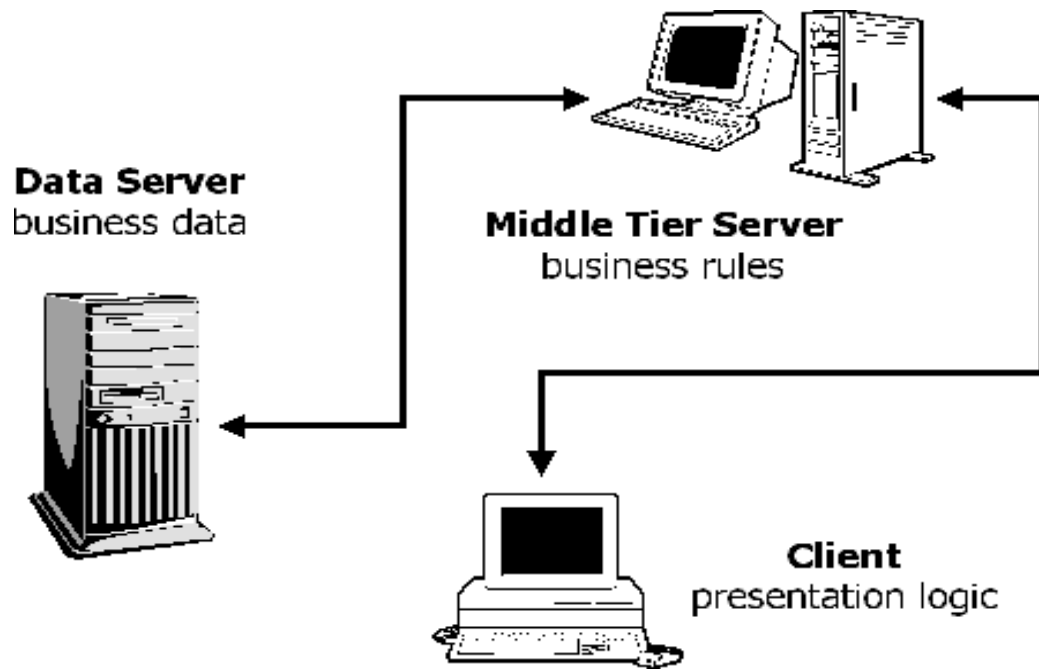 Data Server
business data
Middle Tier Server
business rules
Client
presentation logic